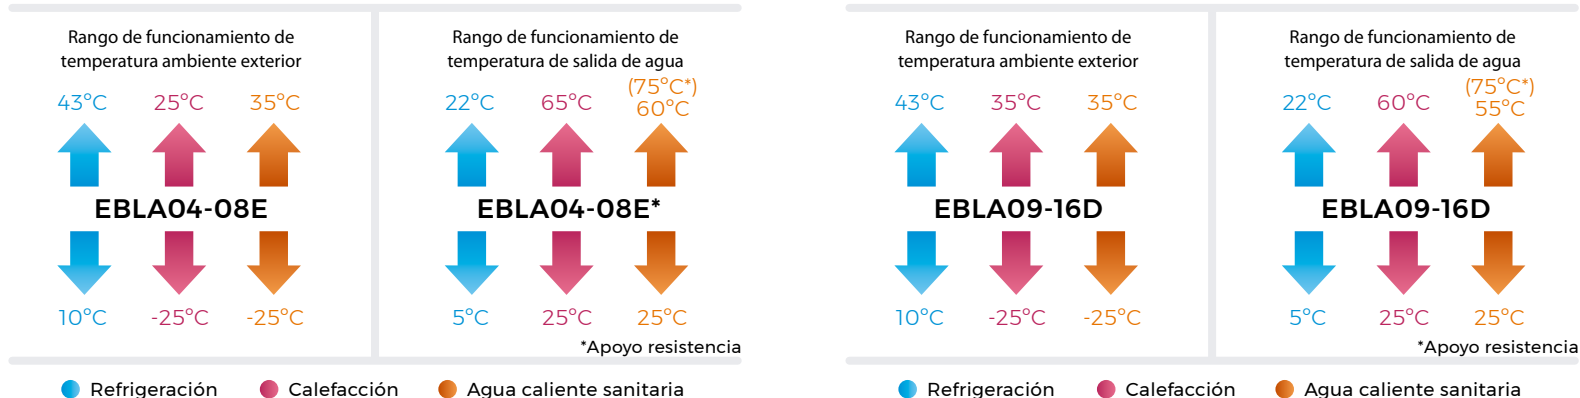 Rango de funcionamiento de
temperatura ambiente exterior
43°C 25°C 35°C
EBLA04-08E
10°C -25°C -25°C
Rango de funcionamiento de
temperatura de salida de agua
(75°C*)
22°C 65°C 60°C
EBLA04-08E*
5°C 25°C 25°C
*Apoyo resistencia
Refrigeración Calefacción Agua caliente sanitaria
Rango de funcionamiento de
temperatura ambiente exterior
43°C 35°C 35°C
EBLA09-16D
10°C -25°C -25°C
Rango de funcionamiento de
temperatura de salida de agua
(75°C*)
22°C 60°C 55°C
EBLA09-16D
5°C 25°C 25°C
*Apoyo resistencia
Refrigeración Calefacción Agua caliente sanitaria